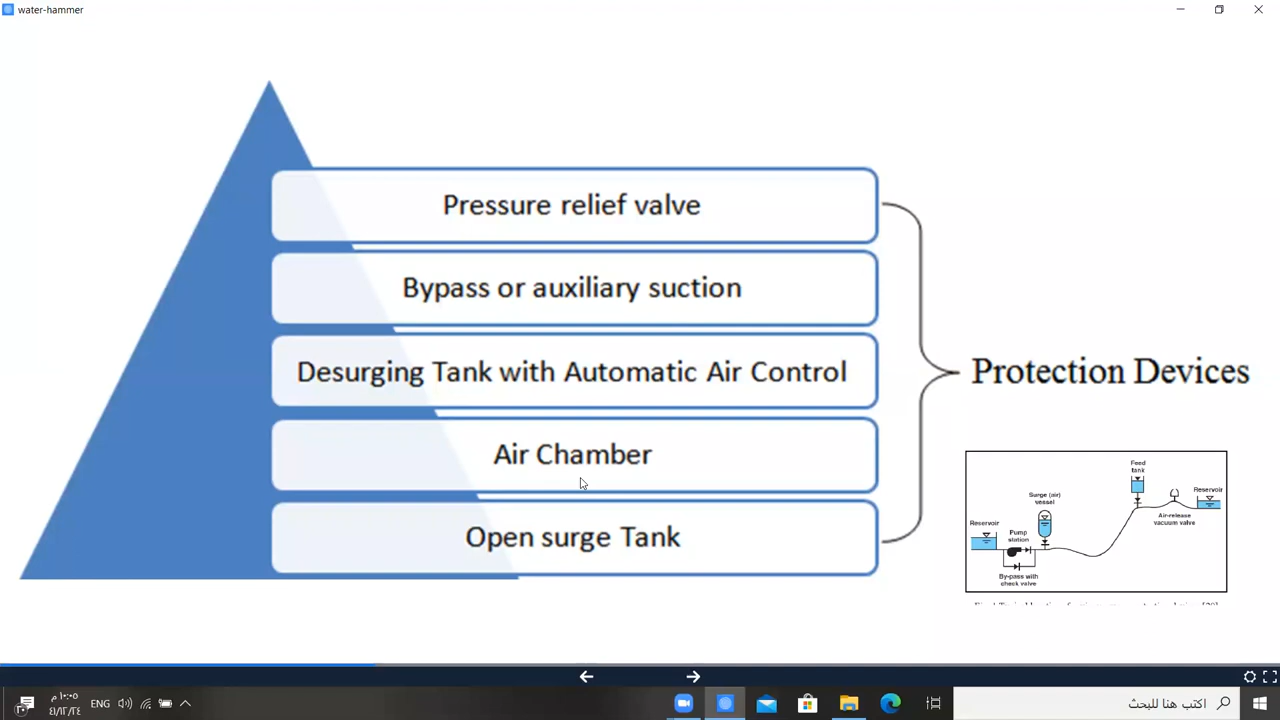 water-hammer
Pressure relief valve
Bypass or auxiliary suction
Desurging Tank with Automatic Air Control
Air Chamber
Open surge Tank
Protection Devices
Feed
tank
Surge (air)
vessel
Reservoir
Air-release
vacuum valve
Reservoir
Pump
station
By-pass with
check valve
ENG
١٠:٠٥ م
اكتب هنا للبحث